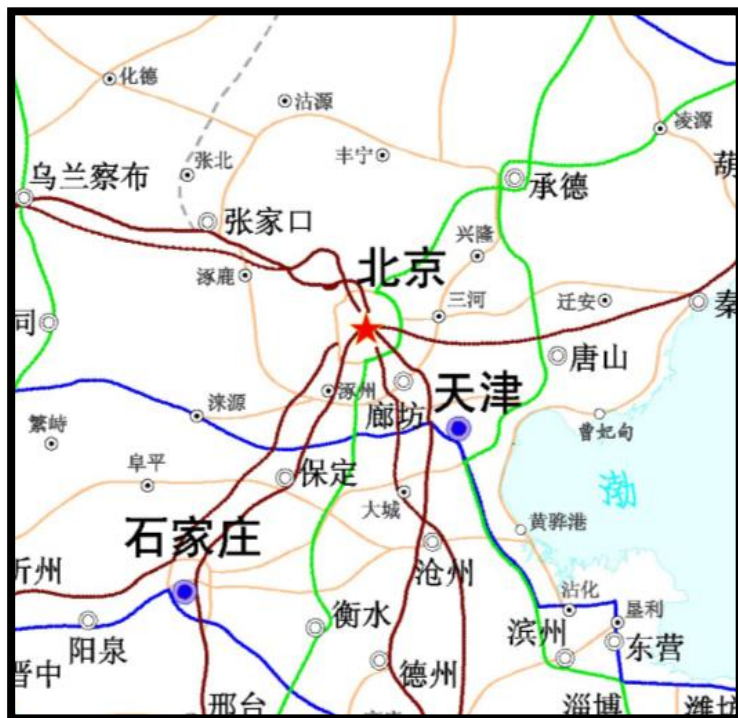 化德
沽源
凌源
张北
丰宁
乌兰察布
承德
张家口
兴隆
北京
涿鹿
三河
迁安
秦
同
唐山
涞源
涿州
天津
廊坊
曹妃甸
繁峙
阜平
保定
大城
渤
石家庄
黄骅港
沧州
忻州
沾化
垦利
阳泉
衡水
滨州
东营
晋中
德州
邢台
淄博
潍坊